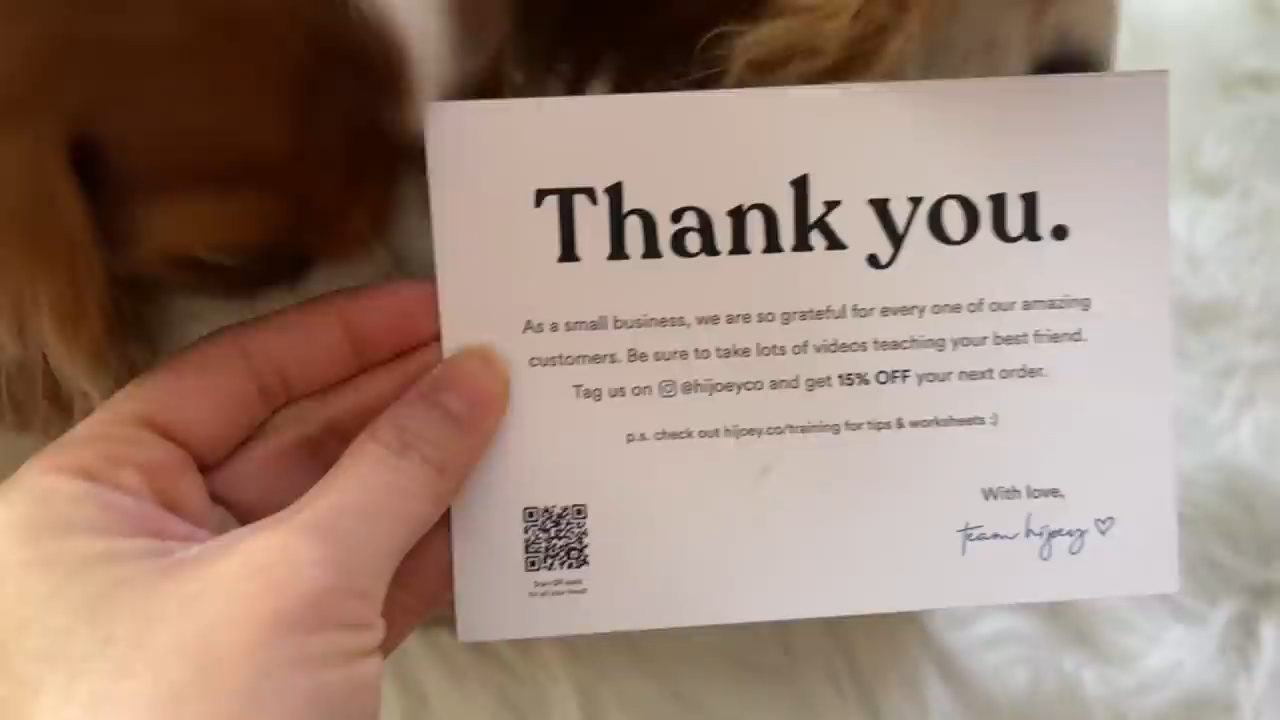 Thank you.
As a small business, we are so grateful for every one of our amazing
customers. Be sure to take lots of videos teaching your best friend.
Tag us on @hijoeyco and get 15% OFF your next order.
p.s. check out hijoey.co/training for tips & worksheets :)
With love,
team hijoey ♡